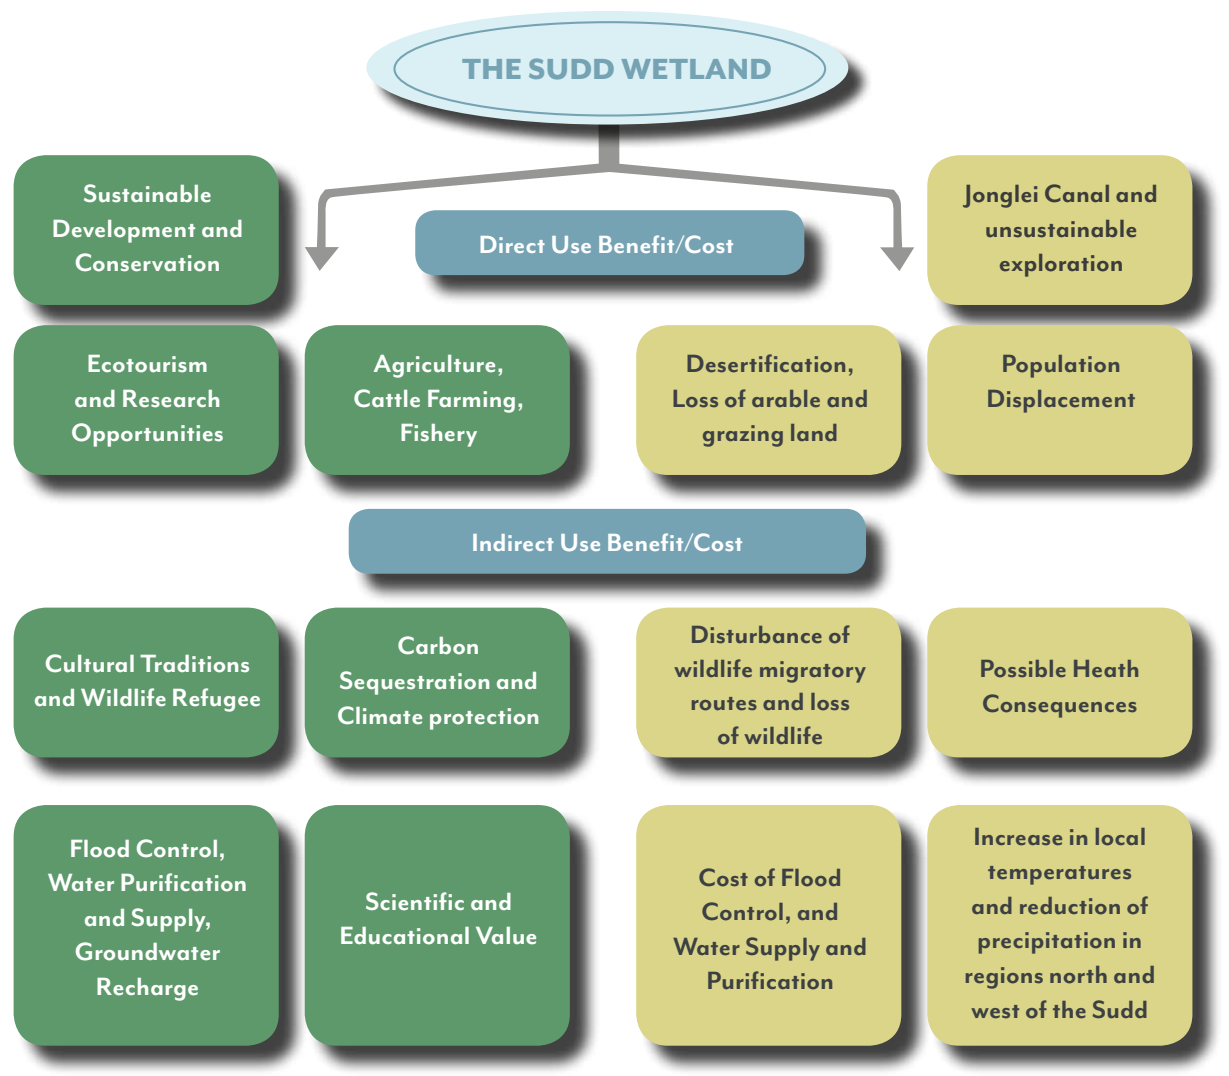 THE SUDD WETLAND
Sustainable
Development and
Conservation
Direct Use Benefit/Cost
Jonglei Canal and
unsustainable
exploration
Ecotourism
and Research
Opportunities
Agriculture,
Cattle Farming,
Fishery
Desertification,
Loss of arable and
grazing land
Population
Displacement
Indirect Use Benefit/Cost
Cultural Traditions
and Wildlife Refugee
Carbon
Sequestration and
Climate protection
Disturbance of
wildlife migratory
routes and loss
of wildlife
Possible Heath
Consequences
Flood Control,
Water Purification
and Supply,
Groundwater
Recharge
Scientific and
Educational Value
Cost of Flood
Control, and
Water Supply and
Purification
Increase in local
temperatures
and reduction of
precipitation in
regions north and
west of the Sudd